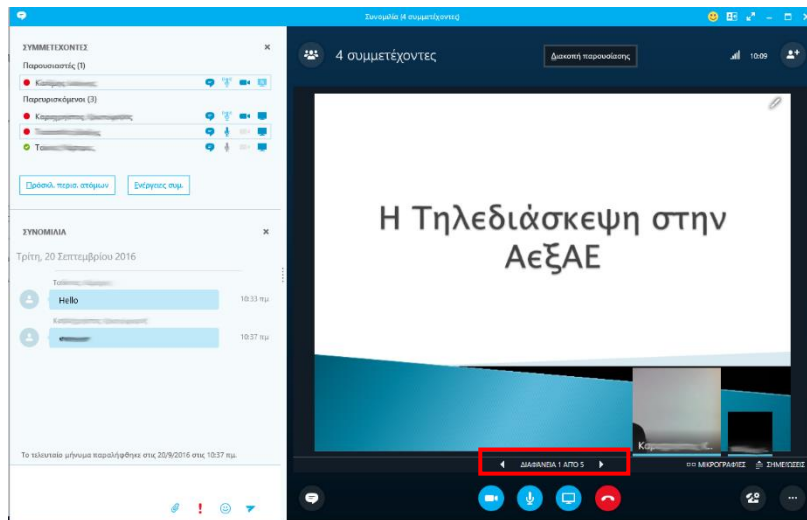 Συνομιλία (4 συμμετέχοντες)
ΣΥΜΜΕΤΕΧΟΝΤΕΣ
Παρουσιαστές (1)
Παρευρισκόμενοι (3)
Πρόσκλ. περισ. ατόμων
Ενέργειες συμ.
ΣΥΝΟΜΙΛΙΑ
Τρίτη, 20 Σεπτεμβρίου 2016
Hello
10:33 πμ
10:37 πμ
Το τελευταίο μήνυμα παραλήφθηκε στις 20/9/2016 στις 10:37 πμ.
4 συμμετέχοντες
Διακοπή παρουσίασης
10:09
Η Τηλεδιάσκεψη στην
ΑεξΑΕ
ΔΙΑΦΑΝΕΙΑ 1 ΑΠΟ 5
ΜΙΚΡΟΓΡΑΦΙΕΣ
ΣΗΜΕΙΩΣΕΙΣ